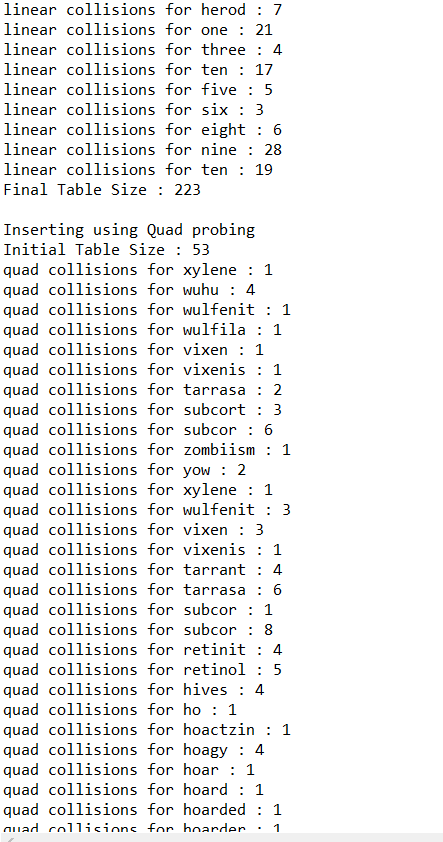 linear collisions for herod : 7
linear collisions for one : 21
linear collisions for three : 4
linear collisions for ten : 17
linear collisions for five : 5
linear collisions for six : 3
linear collisions for eight : 6
linear collisions for nine : 28
linear collisions for ten : 19
Final Table Size : 223
Inserting using Quad probing
Initial Table Size : 53
quad collisions for xylene : 1
quad collisions for wuhu : 4
quad collisions for wulfenit : 1
quad collisions for wulfila : 1
quad collisions for vixen : 1
quad collisions for vixenis : 1
quad collisions for tarrasa : 2
quad collisions for subcort : 3
quad collisions for subcor : 6
quad collisions for zombiism : 1
quad collisions for yow : 2
quad collisions for xylene : 1
quad collisions for wulfenit : 3
quad collisions for vixen : 3
quad collisions for vixenis : 1
quad collisions for tarrant : 4
quad collisions for tarrasa : 6
quad collisions for subcor : 1
quad collisions for subcor : 8
quad collisions for retinit : 4
quad collisions for retinol : 5
quad collisions for hives : 4
quad collisions for ho : 1
quad collisions for hoactzin : 1
quad collisions for hoagy : 4
quad collisions for hoar : 1
quad collisions for hoard : 1
quad collisions for hoarded : 1
quad collisions for hoarder : 1